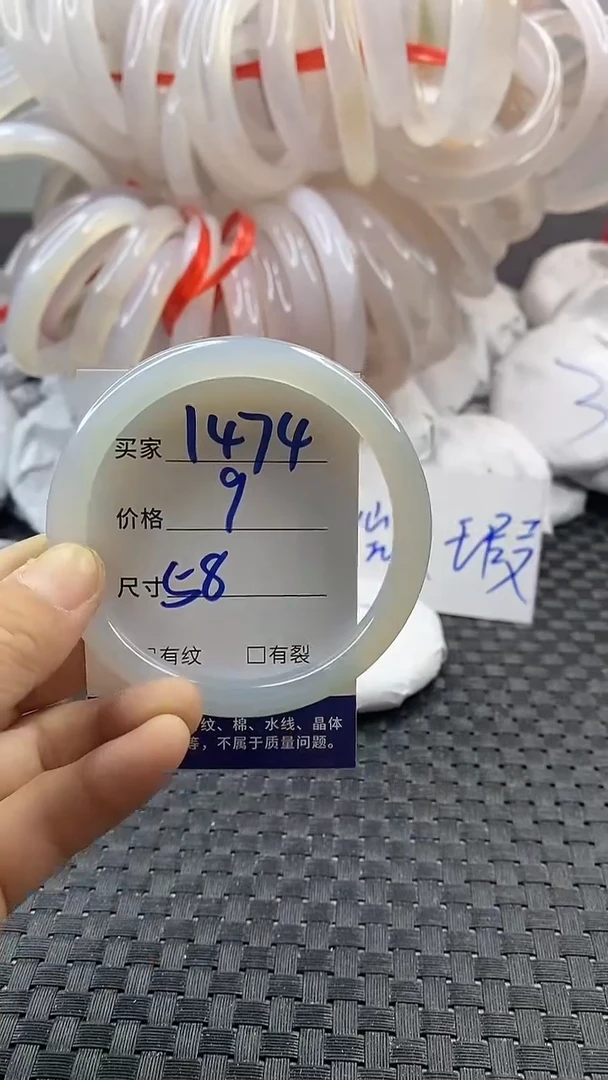 买家 1474
价格 9
尺寸 58
有纹 □有裂
纹、棉、水线、晶体
等，不属于质量问题。
瑕
3